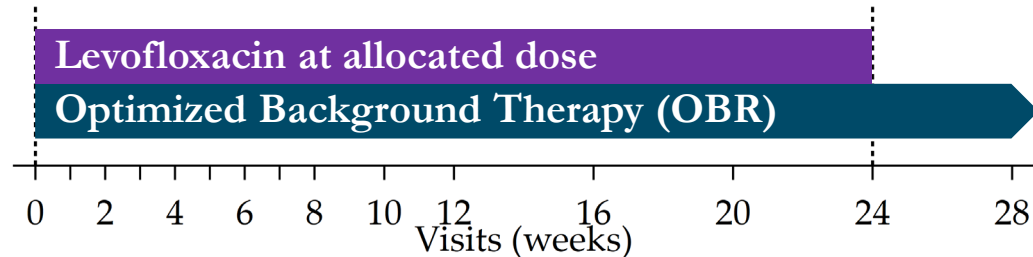 Levofloxacin at allocated dose
Optimized Background Therapy (OBR)
0 2 4 6 8 10 12 16 20 24 28
Visits (weeks)